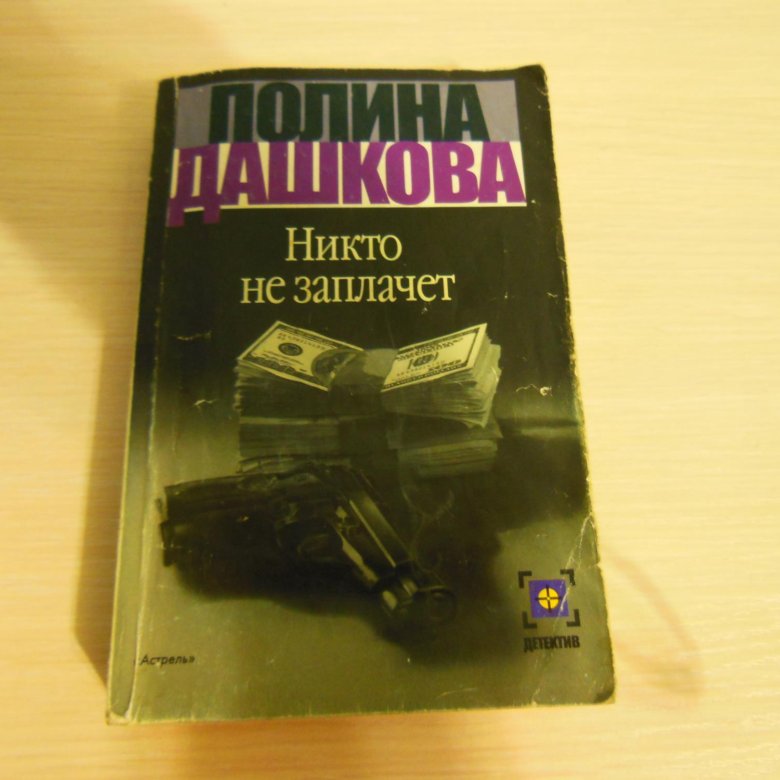 ПОЛИНА
ДАШКОВА
Никто
не заплачет
«Астрель»
ДЕТЕКТИВ